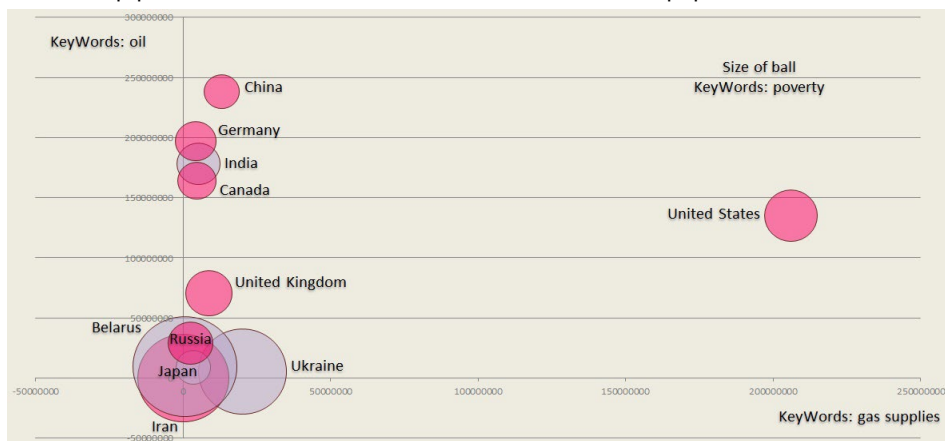 300000000
KeyWords: oil
250000000
Size of ball
KeyWords: poverty
China
200000000
Germany
India
150000000
Canada
United States
100000000
United Kingdom
50000000
Belarus
Russia
Japan
Ukraine
-50000000
0
50000000
100000000
150000000
200000000
250000000
KeyWords: gas supplies
Iran
-50000000